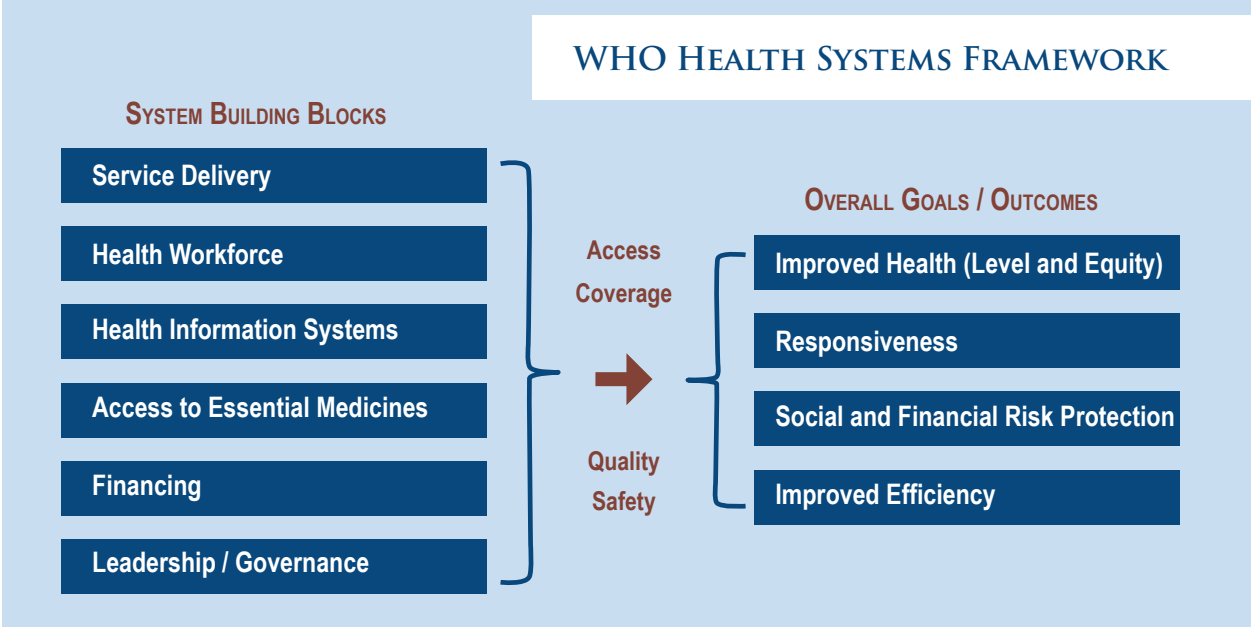 WHO Health Systems Framework
System Building Blocks
Service Delivery
Health Workforce
Health Information Systems
Access to Essential Medicines
Financing
Leadership / Governance
Access
Coverage
Quality
Safety
Overall Goals / Outcomes
Improved Health (Level and Equity)
Responsiveness
Social and Financial Risk Protection
Improved Efficiency